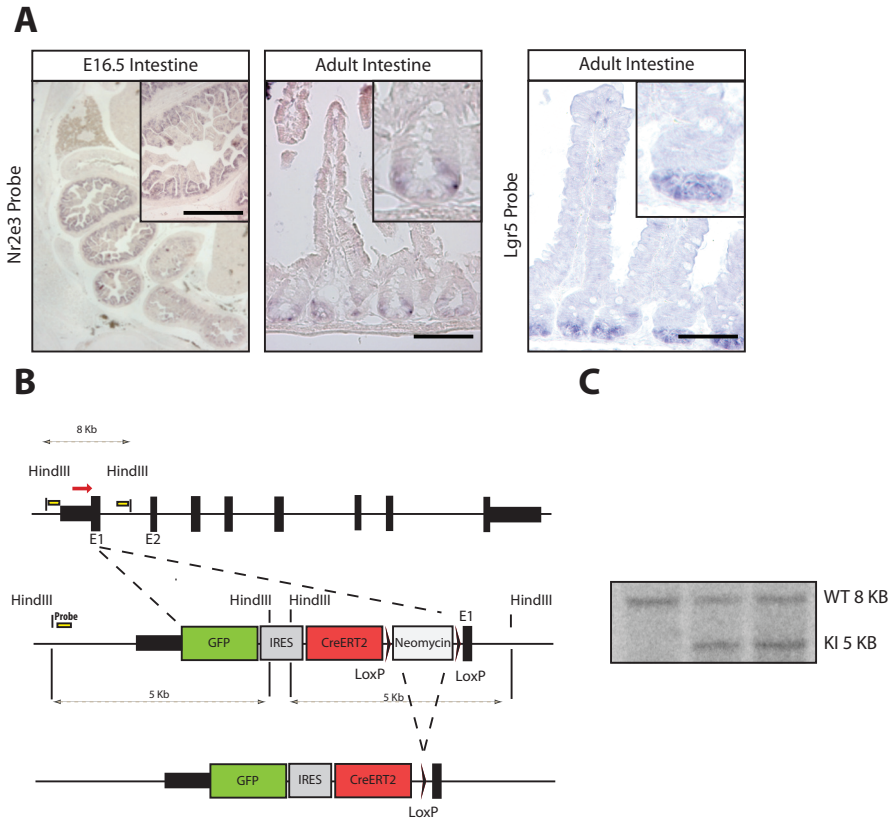 A
E16.5 Intestine
Adult Intestine
Adult Intestine
Nr2e3 Probe
Lgr5 Probe
B
C
8 Kb
HindIII
HindIII
E1
E2
HindIII
Probe
HindIII
HindIII
E1
HindIII
GFP
IRES
CreERT2
Neomycin
LoxP
LoxP
5 Kb
5 Kb
GFP
IRES
CreERT2
LoxP
WT 8 KB
KI 5 KB